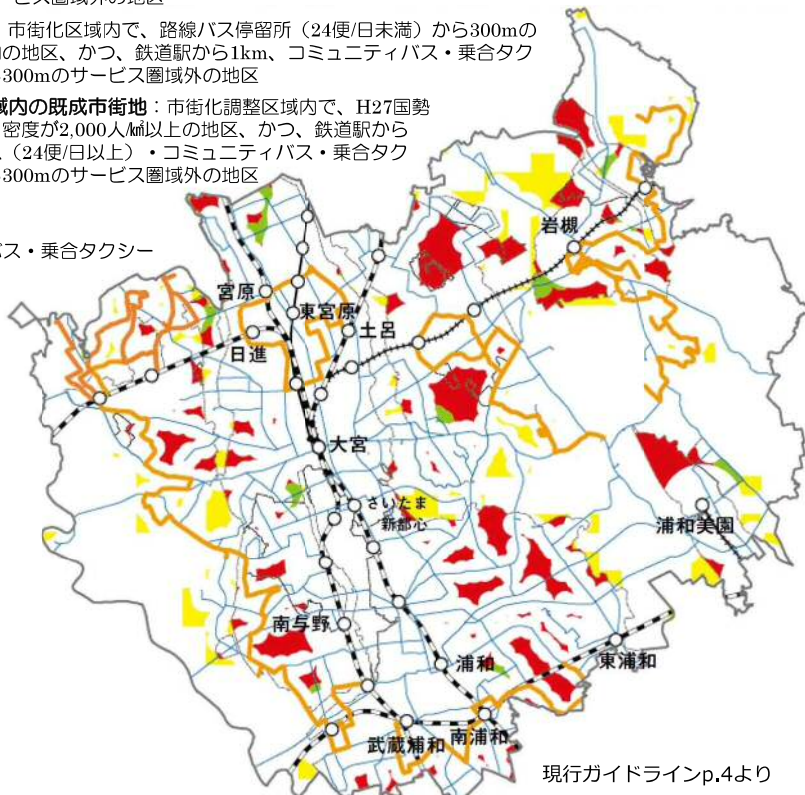 ビス圏域外の地区
市街化区域内で、路線バス停留所（24便/日未満）から300mの
の地区、かつ、鉄道駅から1km、コミュニティバス・乗合タク
300mのサービス圏域外の地区
域内の既成市街地：市街化調整区域内で、H27国勢
密度が2,000人/㎢以上の地区、かつ、鉄道駅から
（24便/日以上）・コミュニティバス・乗合タク
300mのサービス圏域外の地区
バス・乗合タクシー
岩槻
宮原
東宮原
土呂
日進
大宮
さいたま
新都心
浦和美園
南与野
浦和
東浦和
武蔵浦和
南浦和
現行ガイドラインp.4より